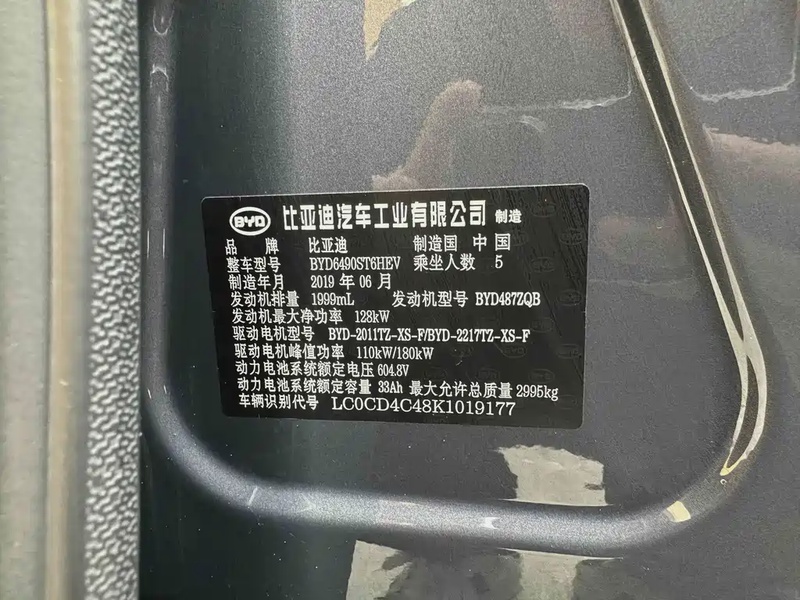 BYD 比亚迪汽车工业有限公司 制造
品 牌 比亚迪 制造国 中 国
整车型号 BYD6490ST6HEV 乘坐人数 5
制造年月 2019 年 06 月
发动机排量 1999mL 发动机型号 BYD487ZQB
发动机最大净功率 128kW
驱动电机型号 BYD-2011TZ-XS-F/BYD-2217TZ-XS-F
驱动电机峰值功率 110kW/180kW
动力电池系统额定电压 604.8V
动力电池系统额定容量 33Ah 最大允许总质量 2995kg
车辆识别代号 LC0CD4C48K1019177